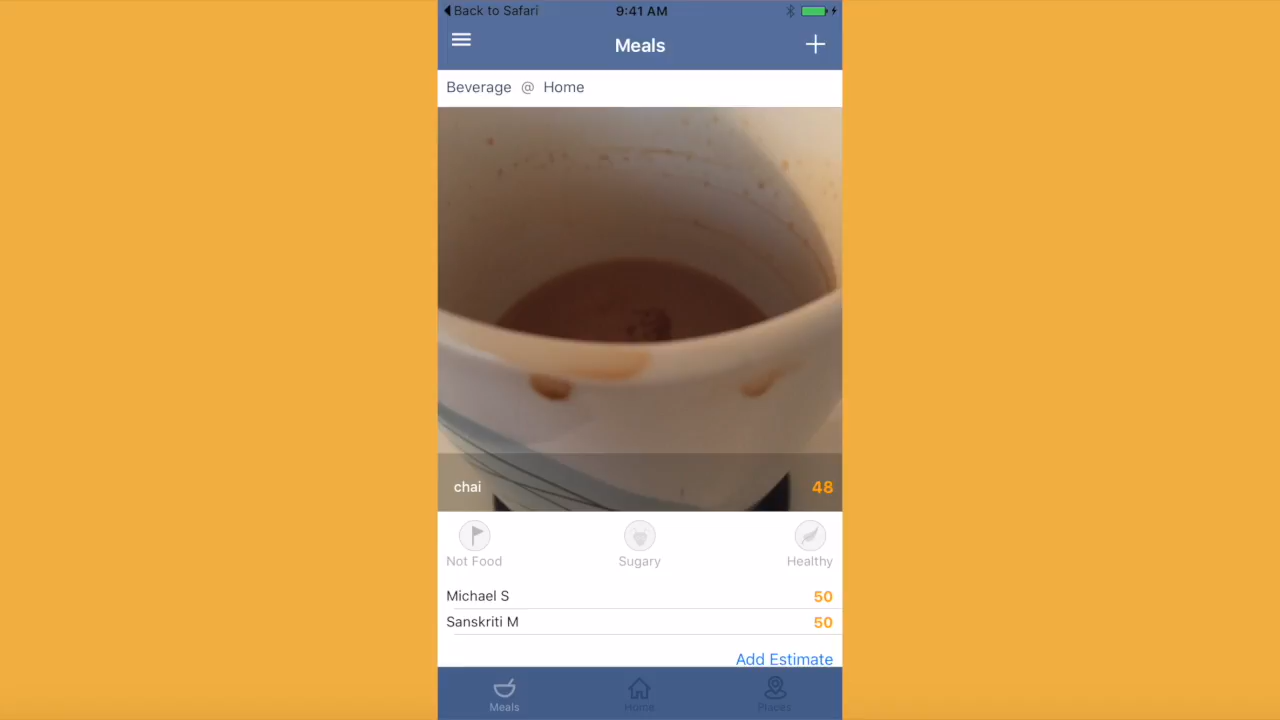 Back to Safari
9:41 AM
Meals
Beverage @ Home
chai 48
Not Food Sugary Healthy
Michael S 50
Sanskriti M 50
Add Estimate
Meals Home Places